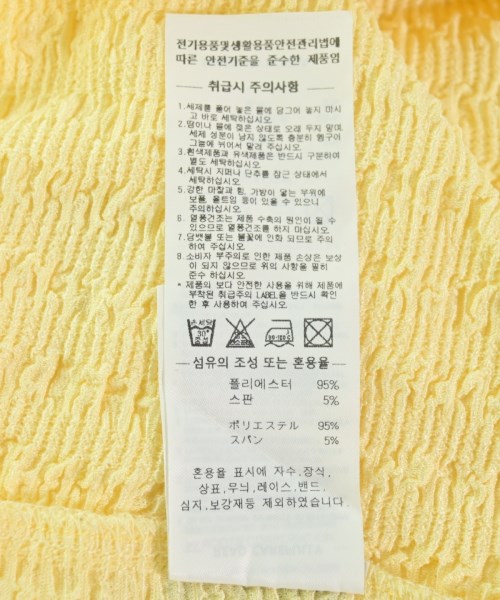 전기용품및생활용품안전관리법에
따른 안전기준을 준수한 제품임
취급시 주의사항
1.세제를 풀어 놓은 물에 담그어 놓지 마시
고 바로 세탁하십시오.
2.땀이나 물에 젖은 상태로 오래 두지 말며,
세제 성분이 남지 않도록 충분히 헹구어
그늘에 뉘어서 말려 주십시오.
3.흰색제품과 유색제품은 반드시 구분하여
별도 세탁하십시오.
4.세탁시 지퍼나 단추를 잠근 상태에서
세탁하십시오.
5.강한 마찰과 힘, 가방이 닿는 부위에
보풀, 올트임 등이 있을 수 있으니
주의하십시오.
6.열풍건조는 제품 수축의 원인이 될 수
있으므로 열풍건조를 하지 마십시오.
7.담뱃불 또는 불꽃에 인화 되므로 주의
하여 주십시오.
8.소비자 부주의로 인한 제품 손상은 보상
이 되지 않으므로 위의 사항을 필히
준수 하십시오.
* 제품의 보다 안전한 사용을 위해 제품에
부착된 취급주의 LABEL을 반드시 확인
한 후 사용하여 주십시오.
손세탁
30°
중성
섬유의 조성 또는 혼용율
폴리에스터 95%
스판 5%
ポリエステル 95%
スパン 5%
혼용율 표시에 자수.장식,
상표,무늬,레이스.밴드.
심지,보강재등 제외하였습니다.